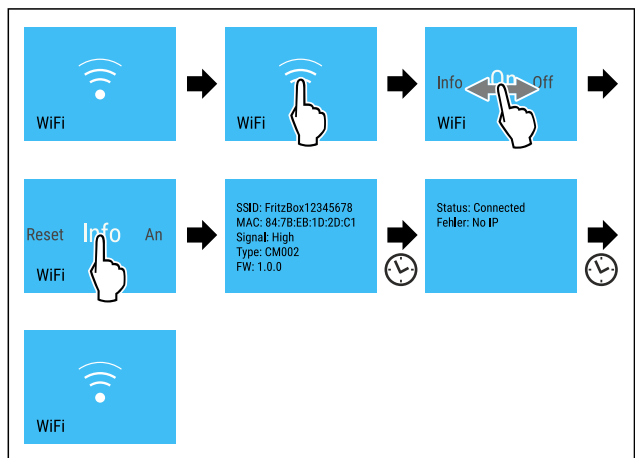 WiFi
WiFi
Info On Off
WiFi
Reset Info An
WiFi
SSID: FritzBox12345678
MAC: 84:7B:EB:1D:2D:C1
Signal: High
Type: CM002
FW: 1.0.0
Status: Connected
Fehler: No IP
WiFi